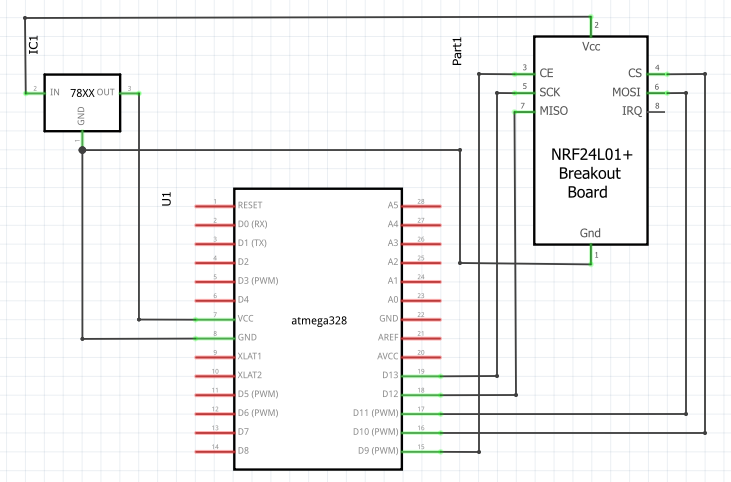 IC1
2
IN
78XX
OUT
3
GND
1
Part1
2
Vcc
3
CE
CS
4
5
SCK
MOSI
6
7
MISO
IRQ
8
NRF24L01+
Breakout
Board
Gnd
1
U1
1 RESET
2 D0 (RX)
3 D1 (TX)
4 D2
5 D3 (PWM)
6 D4
7 VCC
8 GND
9 XLAT1
10 XLAT2
11 D5 (PWM)
12 D6 (PWM)
13 D7
14 D8
atmega328
A5 28
A4 27
A3 26
A2 25
A1 24
A0 23
GND 22
AREF 21
AVCC 20
D13 19
D12 18
D11 (PWM) 17
D10 (PWM) 16
D9 (PWM) 15